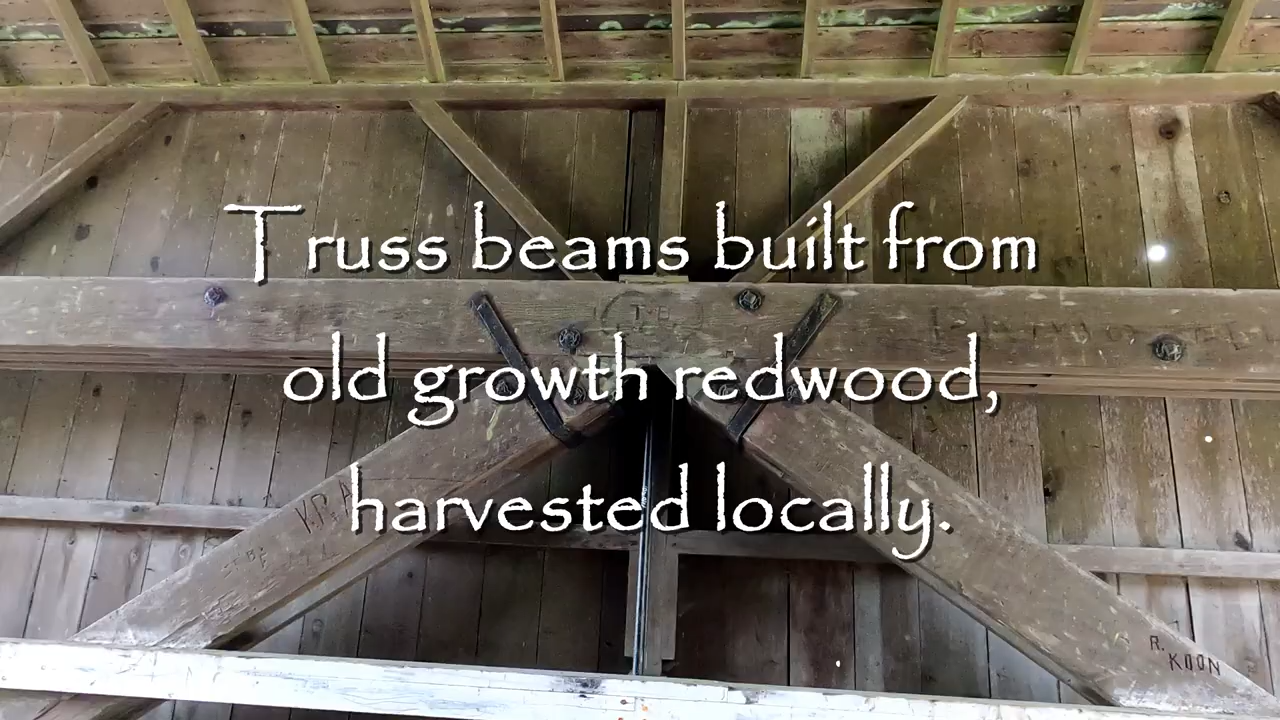 Truss beams built from
T-B
old growth redwood,
harvested locally.
R.
KOON